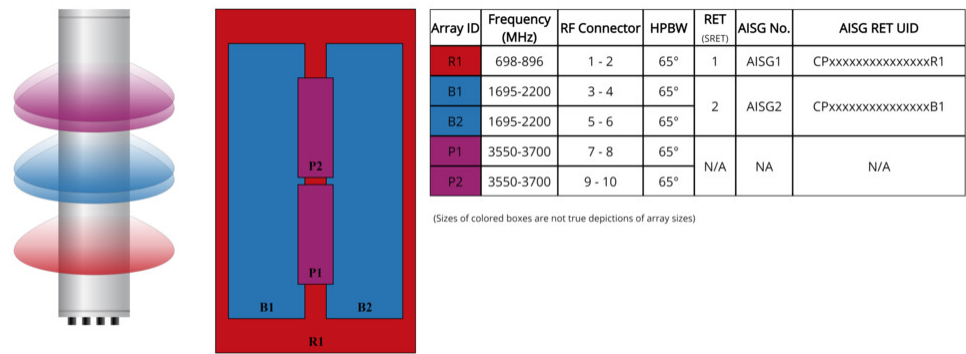 P2
P1
B1 B2
R1
Array ID Frequency (MHz) RF Connector HPBW RET (SRET) AISG No. AISG RET UID
R1 698-896 1 - 2 65° 1 AISG1 CPxxxxxxxxxxxxxxxxR1
B1 1695-2200 3 - 4 65° 2 AISG2 CPxxxxxxxxxxxxxxxxB1
B2 1695-2200 5 - 6 65°
P1 3550-3700 7 - 8 65° N/A NA N/A
P2 3550-3700 9 - 10 65°
(Sizes of colored boxes are not true depictions of array sizes)